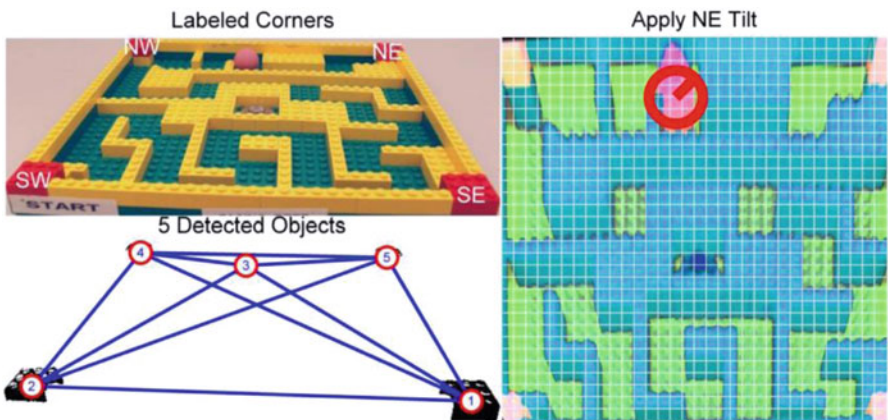 Labeled Corners
NW
NE
SW
SE
START
5 Detected Objects
4
3
5
2
1
Apply NE Tilt